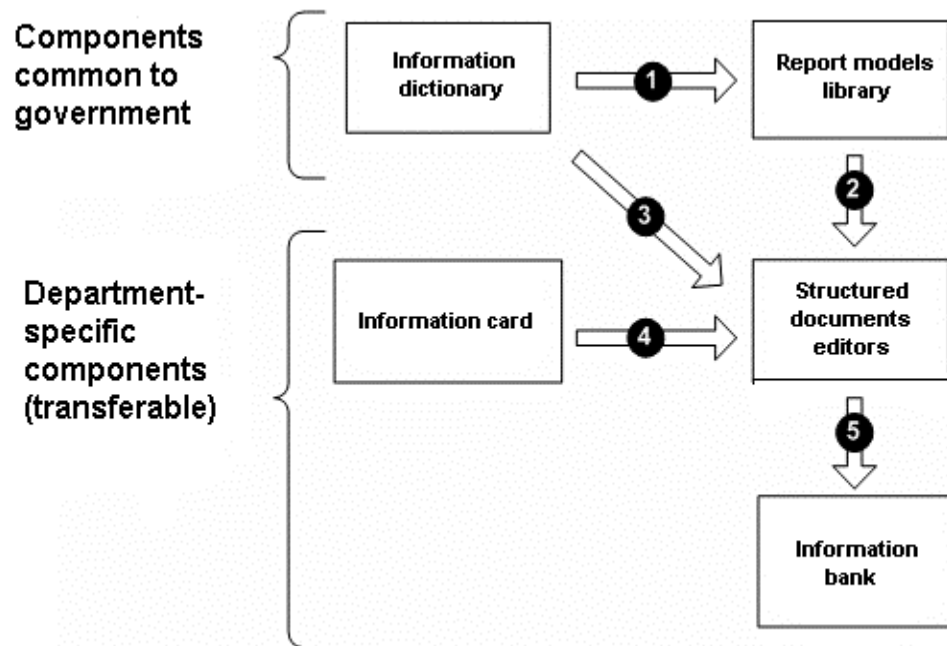 Components
common to
government
Information
dictionary
1
Report models
library
2
3
Department-
specific
components
(transferable)
Information card
4
Structured
documents
editors
5
Information
bank